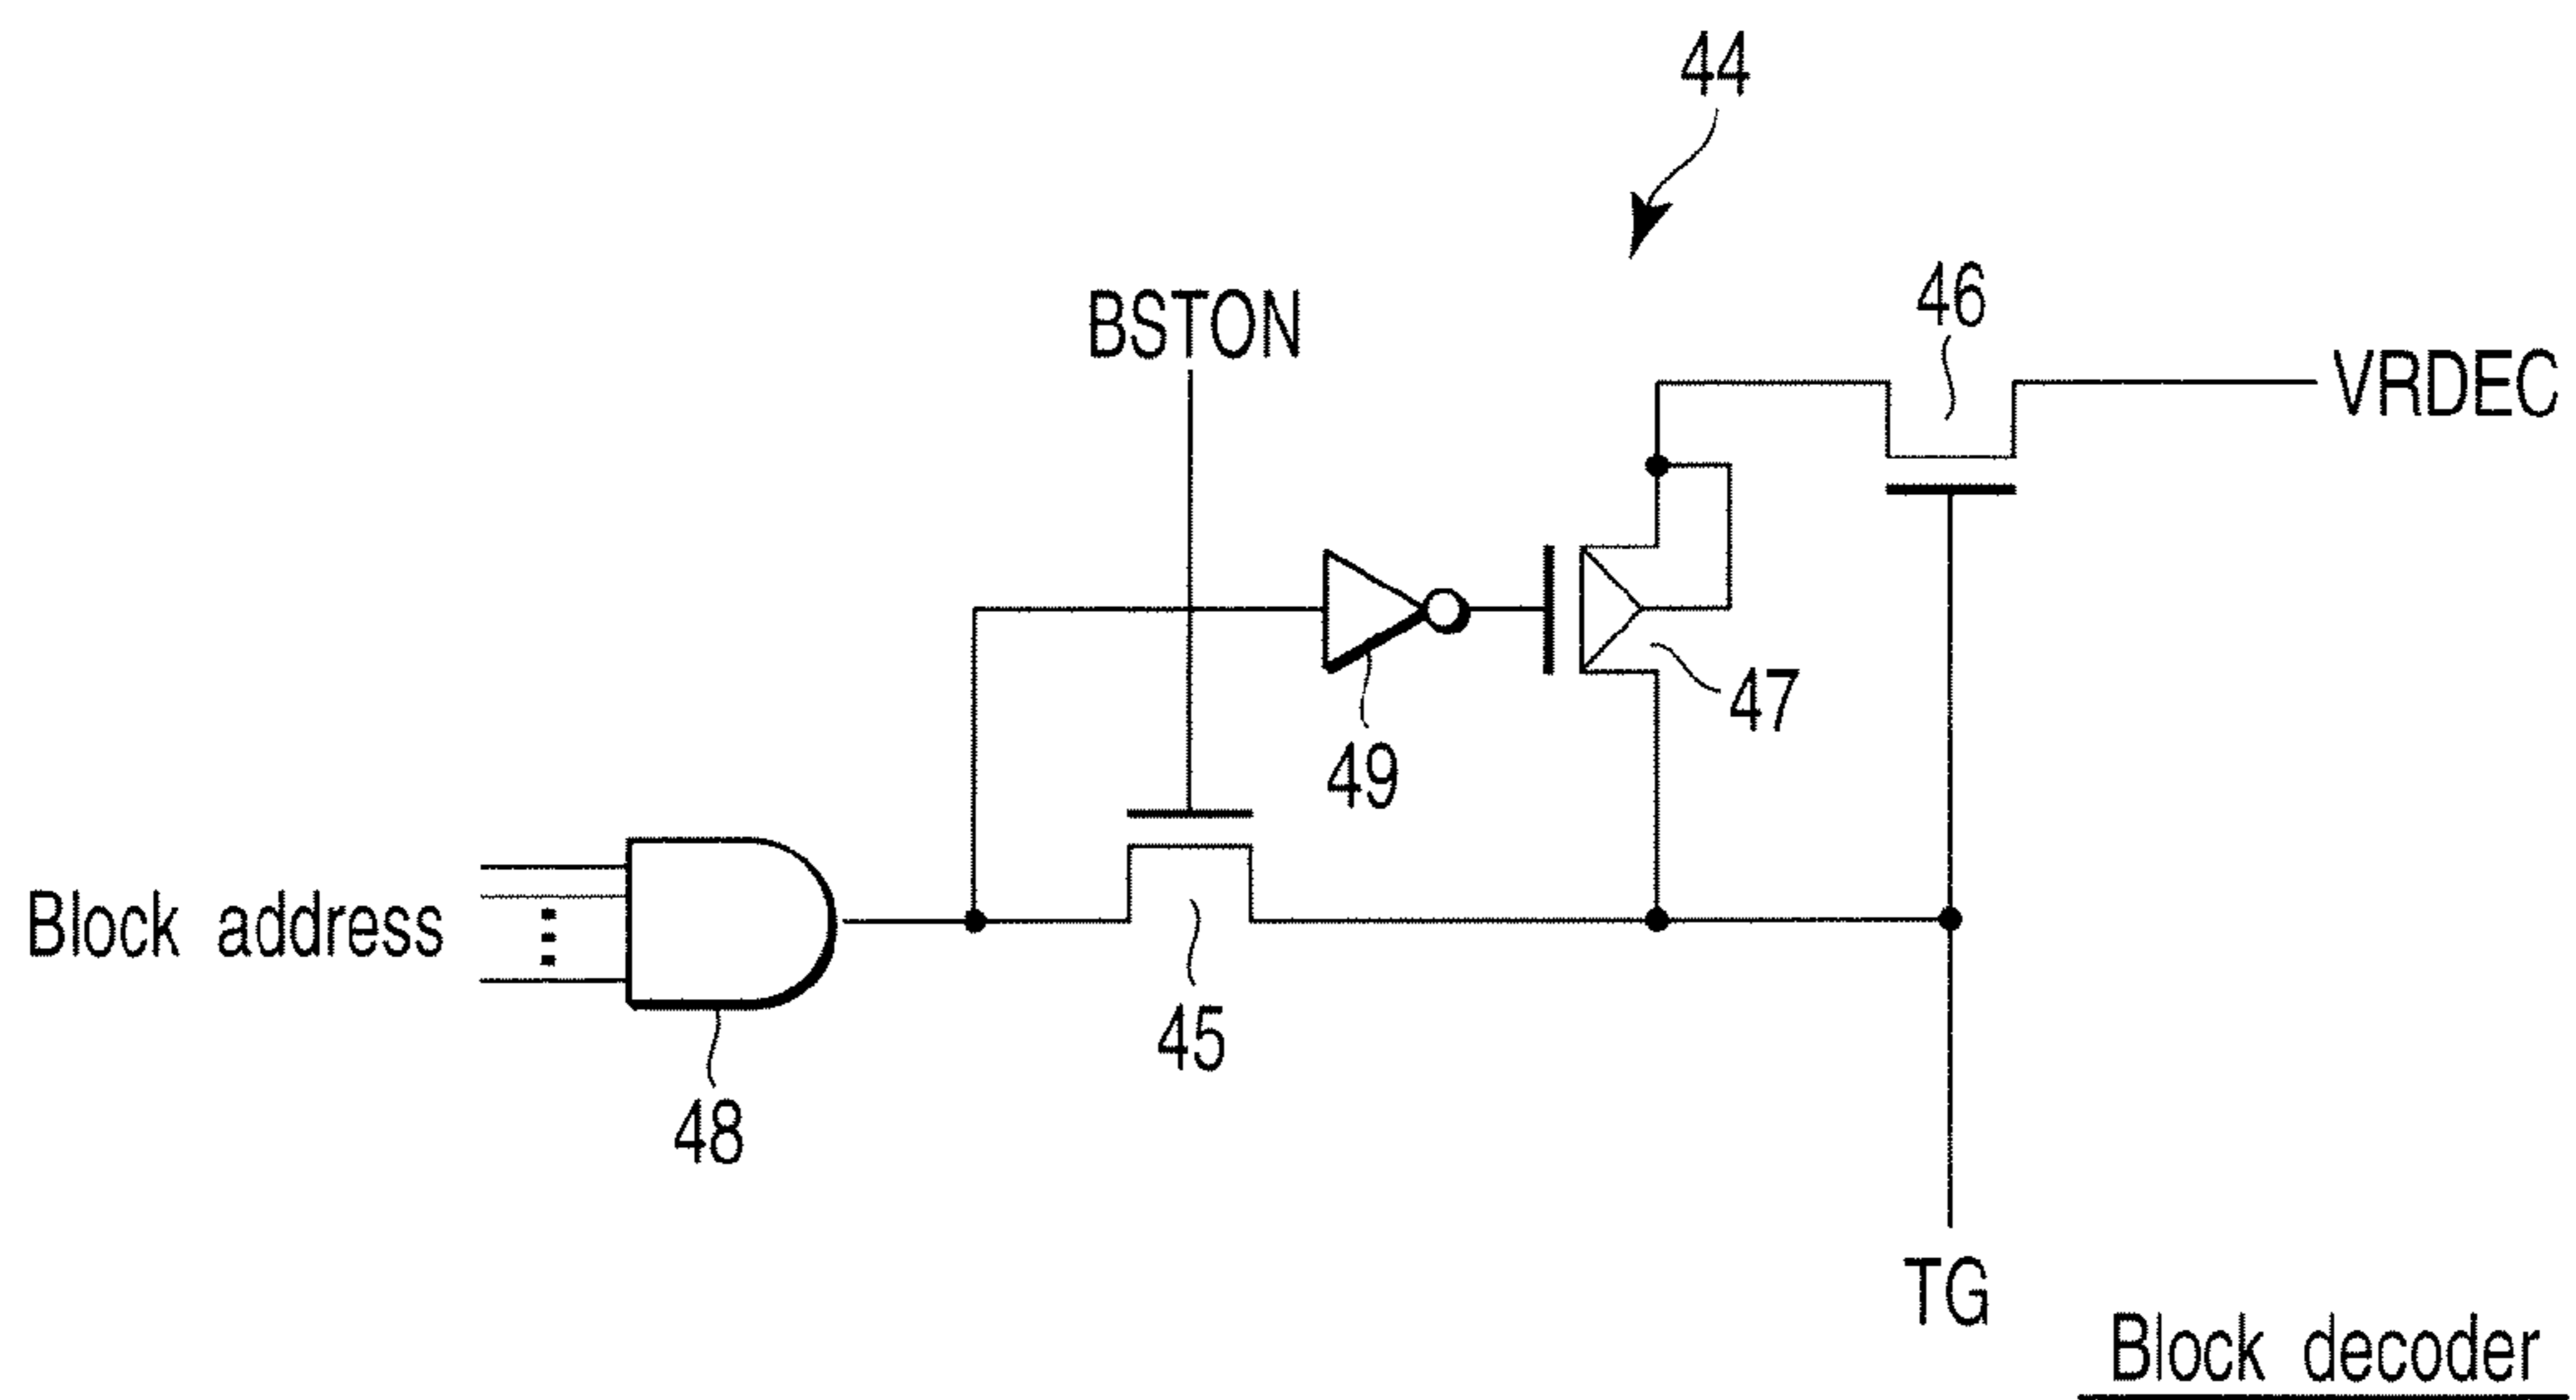 44
46
BSTON
VRDEC
47
49
Block address
45
48
TG
Block decoder